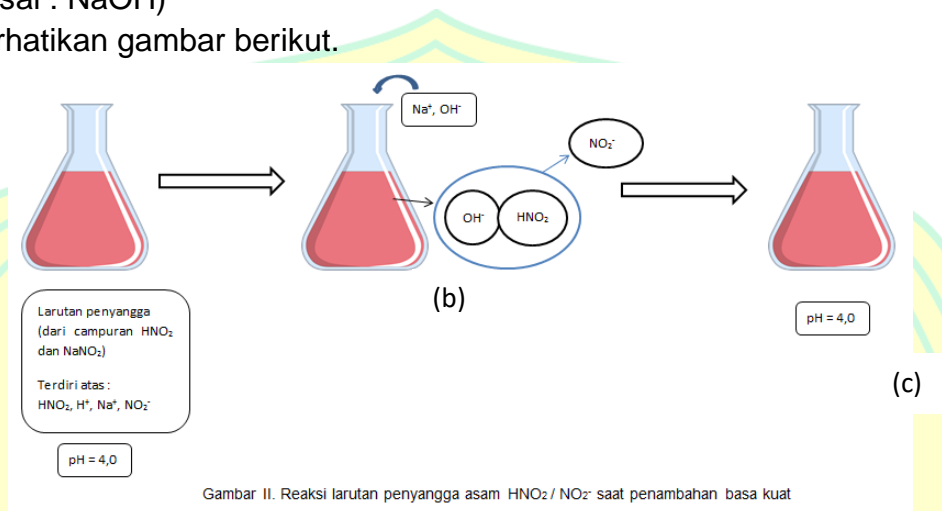 : NaOH)
gambar berikut.
Na⁺, OH⁻
NO₂⁻
OH⁻
HNO₂
(b)
Larutan penyangga
(dari campuran HNO₂
dan NaNO₂)
Terdiri atas :
HNO₂, H⁺, Na⁺, NO₂⁻
pH = 4,0
pH = 4,0
(c)
Gambar II. Reaksi larutan penyangga asam HNO₂ / NO₂⁻ saat penambahan basa kuat